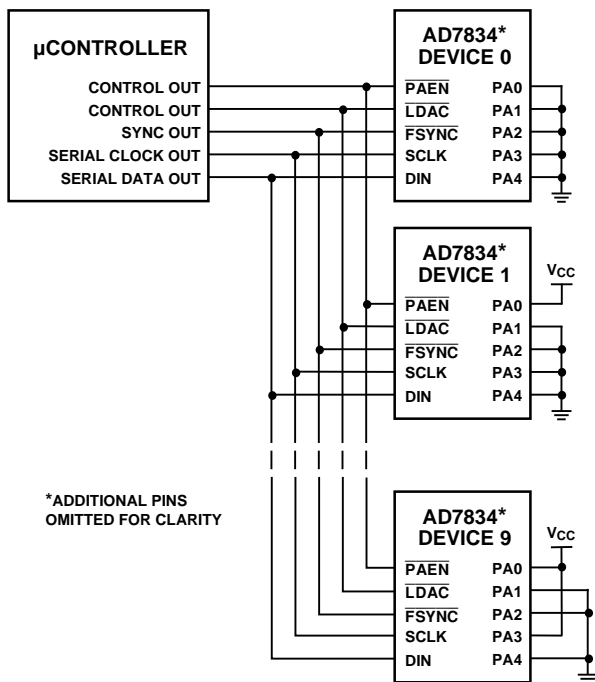 µCONTROLLER
CONTROL OUT
CONTROL OUT
SYNC OUT
SERIAL CLOCK OUT
SERIAL DATA OUT
AD7834*
DEVICE 0
PAEN PA0
LDAC PA1
FSYNC PA2
SCLK PA3
DIN PA4
AD7834*
DEVICE 1
VCC
PAEN PA0
LDAC PA1
FSYNC PA2
SCLK PA3
DIN PA4
*ADDITIONAL PINS
OMITTED FOR CLARITY
AD7834*
DEVICE 9
VCC
PAEN PA0
LDAC PA1
FSYNC PA2
SCLK PA3
DIN PA4